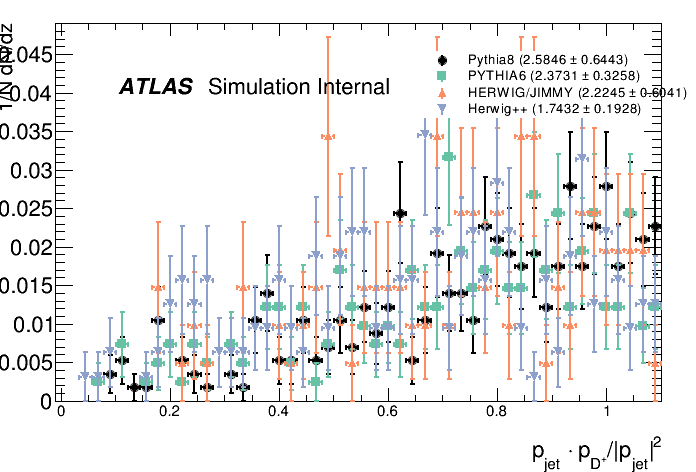 1/N dN/dz
ATLAS Simulation Internal
Pythia8 (2.5846 ± 0.6443)
PYTHIA6 (2.3731 ± 0.3258)
HERWIG/JIMMY (2.2245 ± 0.6041)
Herwig++ (1.7432 ± 0.1928)
0.045
0.04
0.035
0.03
0.025
0.02
0.015
0.01
0.005
0
0 0.2 0.4 0.6 0.8 1
p_jet · p_D⁺/|p_jet|²